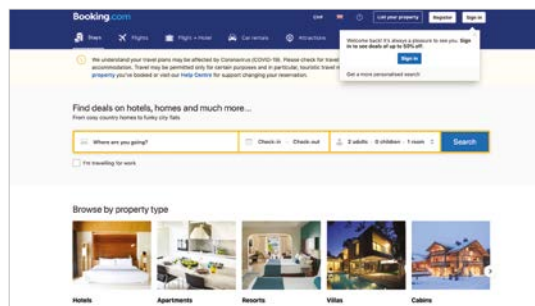 Booking.com
CHF
List your property
Register
Sign in
Stays
Flights
Flight + Hotel
Car rentals
Attractions
Welcome back! It's always a pleasure to see you. Sign
in to see deals of up to 50% off.
Sign in
Get a more personalised search!
We understand your travel plans may be affected by Coronavirus (COVID-19). Please check for travel
accommodation. Travel may be permitted only for certain purposes and in particular, touristic travel
property you've booked or visit our Help Centre for support changing your reservation.
Find deals on hotels, homes and much more...
From cosy country homes to funky city flats
Where are you going?
Check-in - Check-out
2 adults · 0 children · 1 room
Search
I'm travelling for work
Browse by property type
Hotels
Apartments
Resorts
Villas
Cabins